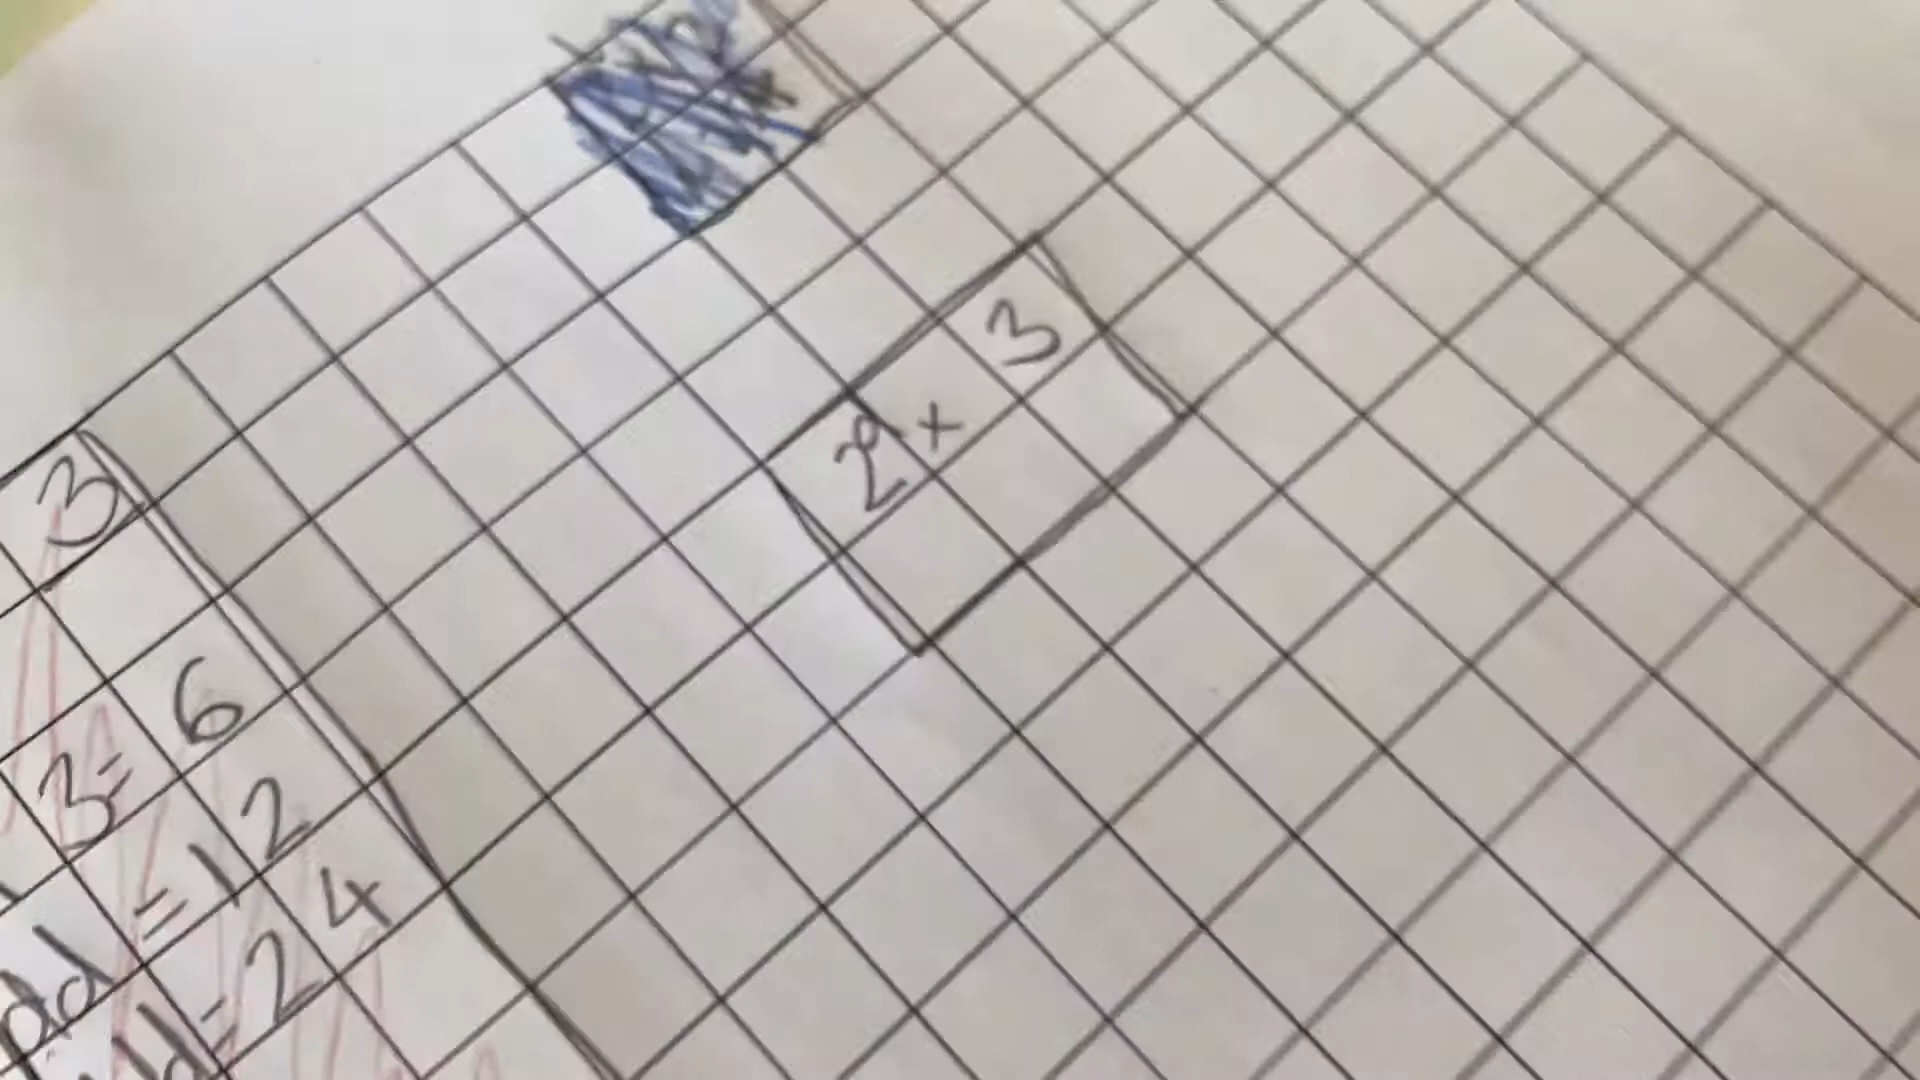 3
3= 6
=12
=24
2 x 3